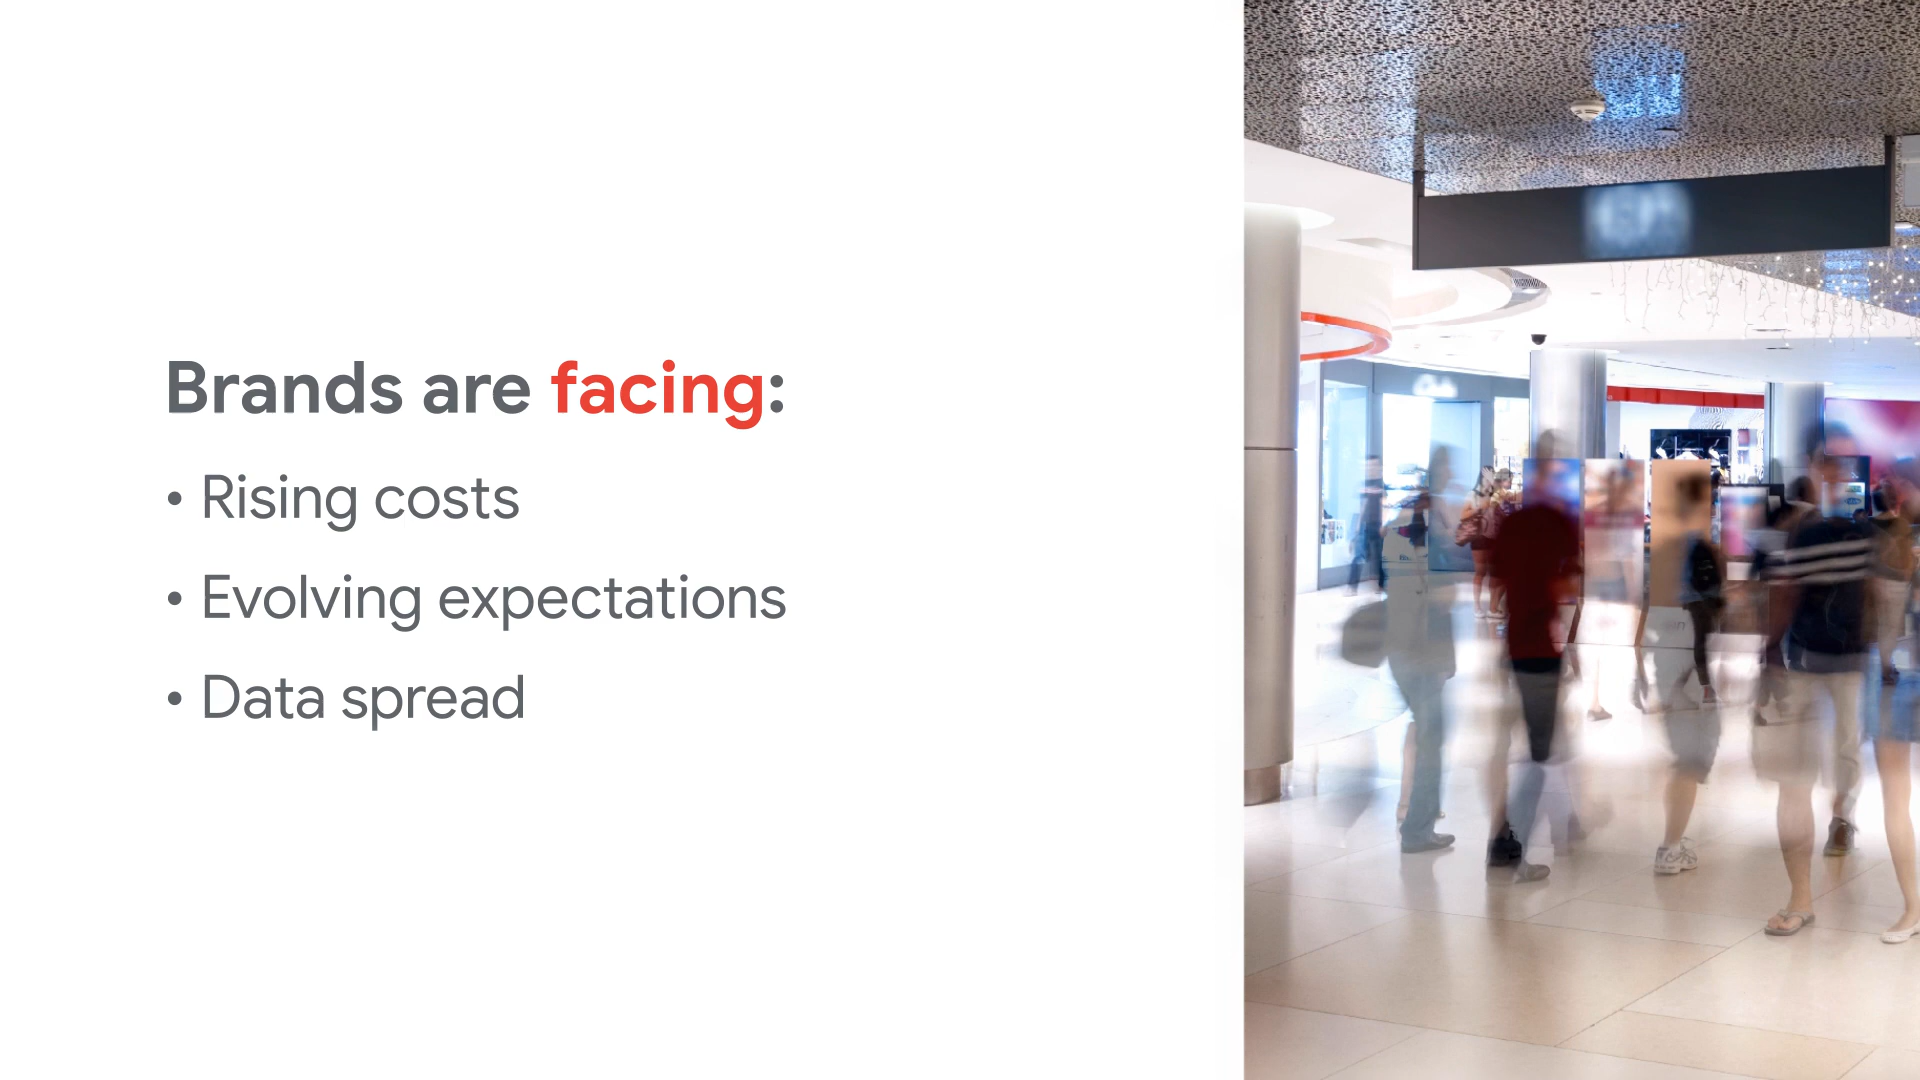 Brands are facing:
• Rising costs
• Evolving expectations
• Data spread